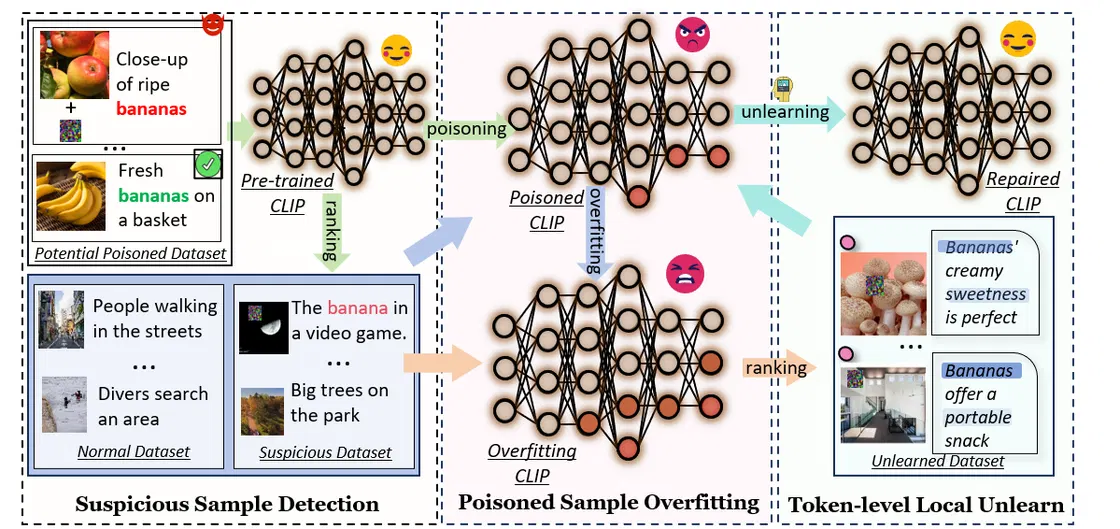 Close-up
of ripe
bananas
+
...
Fresh
bananas on
a basket
Potential Poisoned Dataset
Pre-trained
CLIP
poisoning
ranking
People walking
in the streets
...
Divers search
an area
Normal Dataset
The banana in
a video game.
...
Big trees on
the park
Suspicious Dataset
Suspicious Sample Detection
Poisoned
CLIP
overfitting
Overfitting
CLIP
Poisoned Sample Overfitting
unlearning
Repaired
CLIP
ranking
Bananas'
creamy
sweetness
is perfect
...
Bananas
offer a
portable
snack
Unlearned Dataset
Token-level Local Unlearn